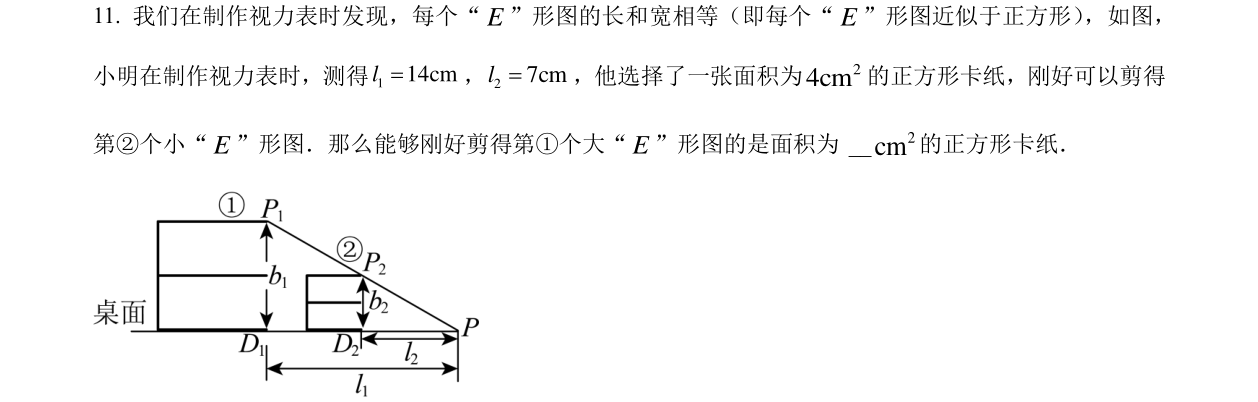 11. 我们在制作视力表时发现，每个“E”形图的长和宽相等（即每个“E”形图近似于正方形），如图，
小明在制作视力表时，测得l₁=14cm，l₂=7cm，他选择了一张面积为4cm²的正方形卡纸，刚好可以剪得
第②个小“E”形图．那么能够刚好剪得第①个大“E”形图的是面积为 __cm²的正方形卡纸．
① P₁
② P₂
b₁
b₂
桌面
D₁ D₂ P
l₂
l₁